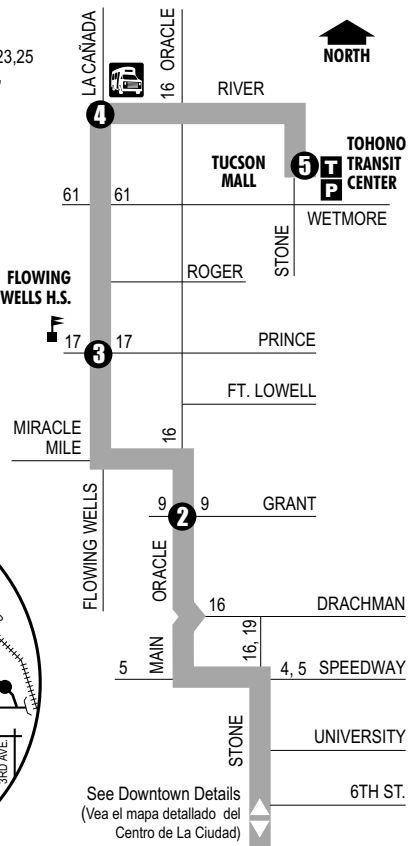 23,25
LA CAÑADA
16 ORACLE
NORTH
RIVER
4
TUCSON
MALL
5
T
P
TOHONO
TRANSIT
CENTER
61
61
WETMORE
STONE
ROGER
FLOWING
WELLS H.S.
17
3
17
PRINCE
FT. LOWELL
MIRACLE
MILE
16
FLOWING WELLS
9
2
9
GRANT
ORACLE
16
DRACHMAN
MAIN
16, 19
5
4, 5
SPEEDWAY
STONE
UNIVERSITY
3RD AVE.
6TH ST.
See Downtown Details
(Vea el mapa detallado del
Centro de La Ciudad)